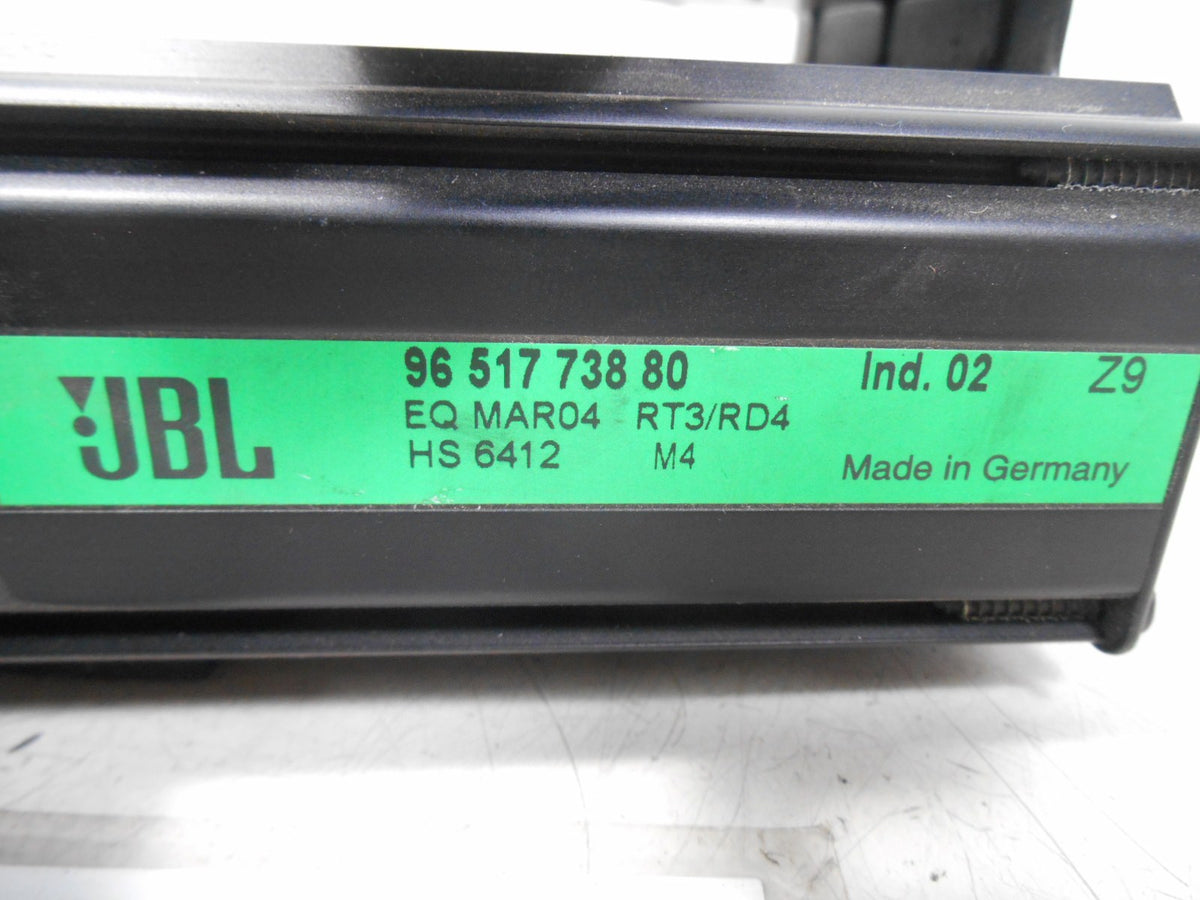 JBL
96 517 738 80 Ind. 02 Z9
EQ MAR04 RT3/RD4
HS 6412 M4
Made in Germany